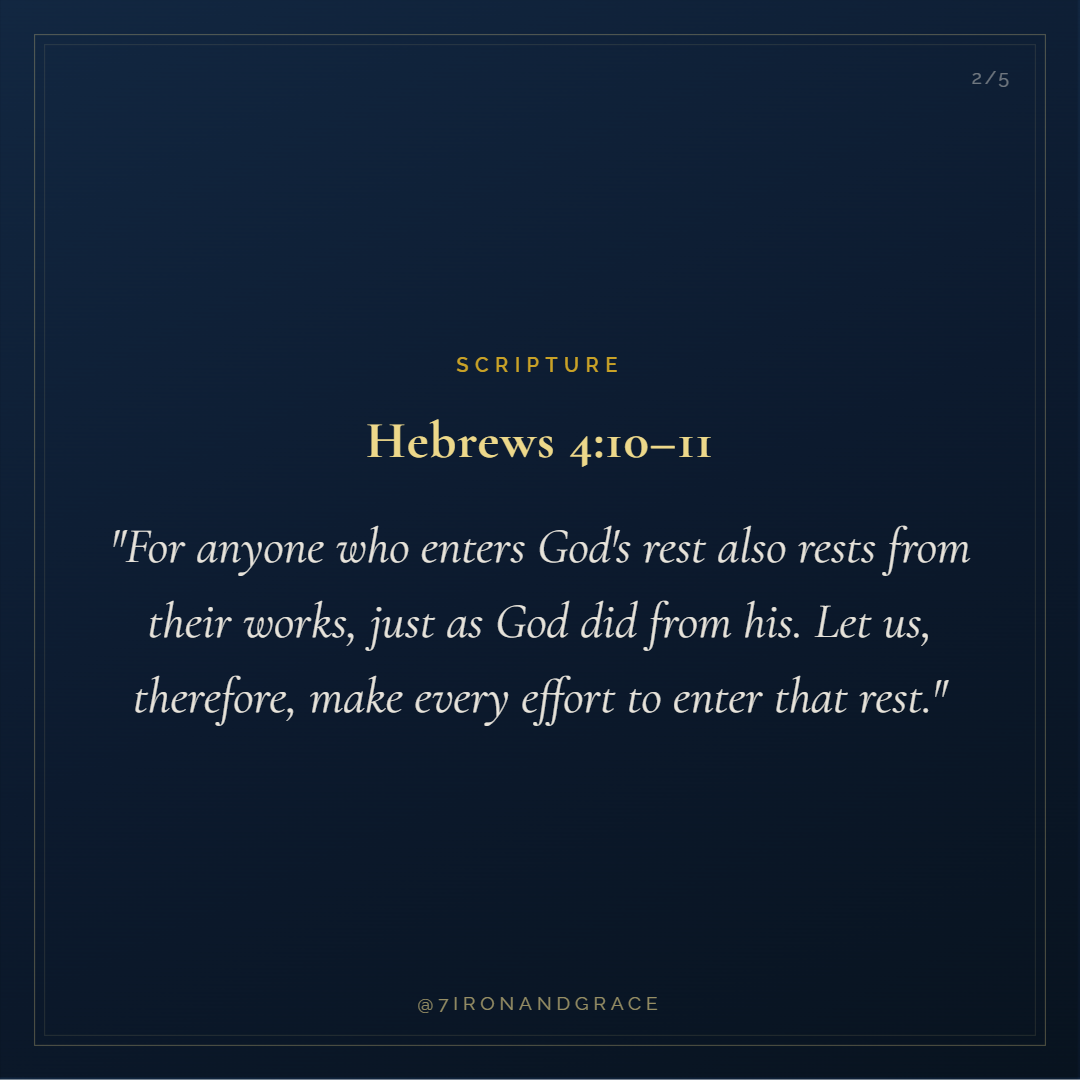 2/5
SCRIPTURE
Hebrews 4:10–11
"For anyone who enters God's rest also rests from
their works, just as God did from his. Let us,
therefore, make every effort to enter that rest."
@7IRONANDGRACE